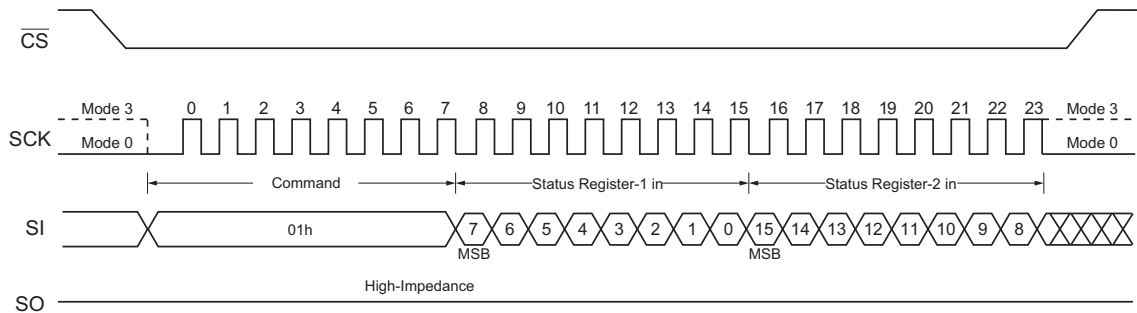 CS
Mode 3 0 1 2 3 4 5 6 7 8 9 10 11 12 13 14 15 16 17 18 19 20 21 22 23 Mode 3
SCK Mode 0 Mode 0
Command Status Register-1 in Status Register-2 in
SI 01h 7 6 5 4 3 2 1 0 15 14 13 12 11 10 9 8
MSB MSB
High-Impedance
SO